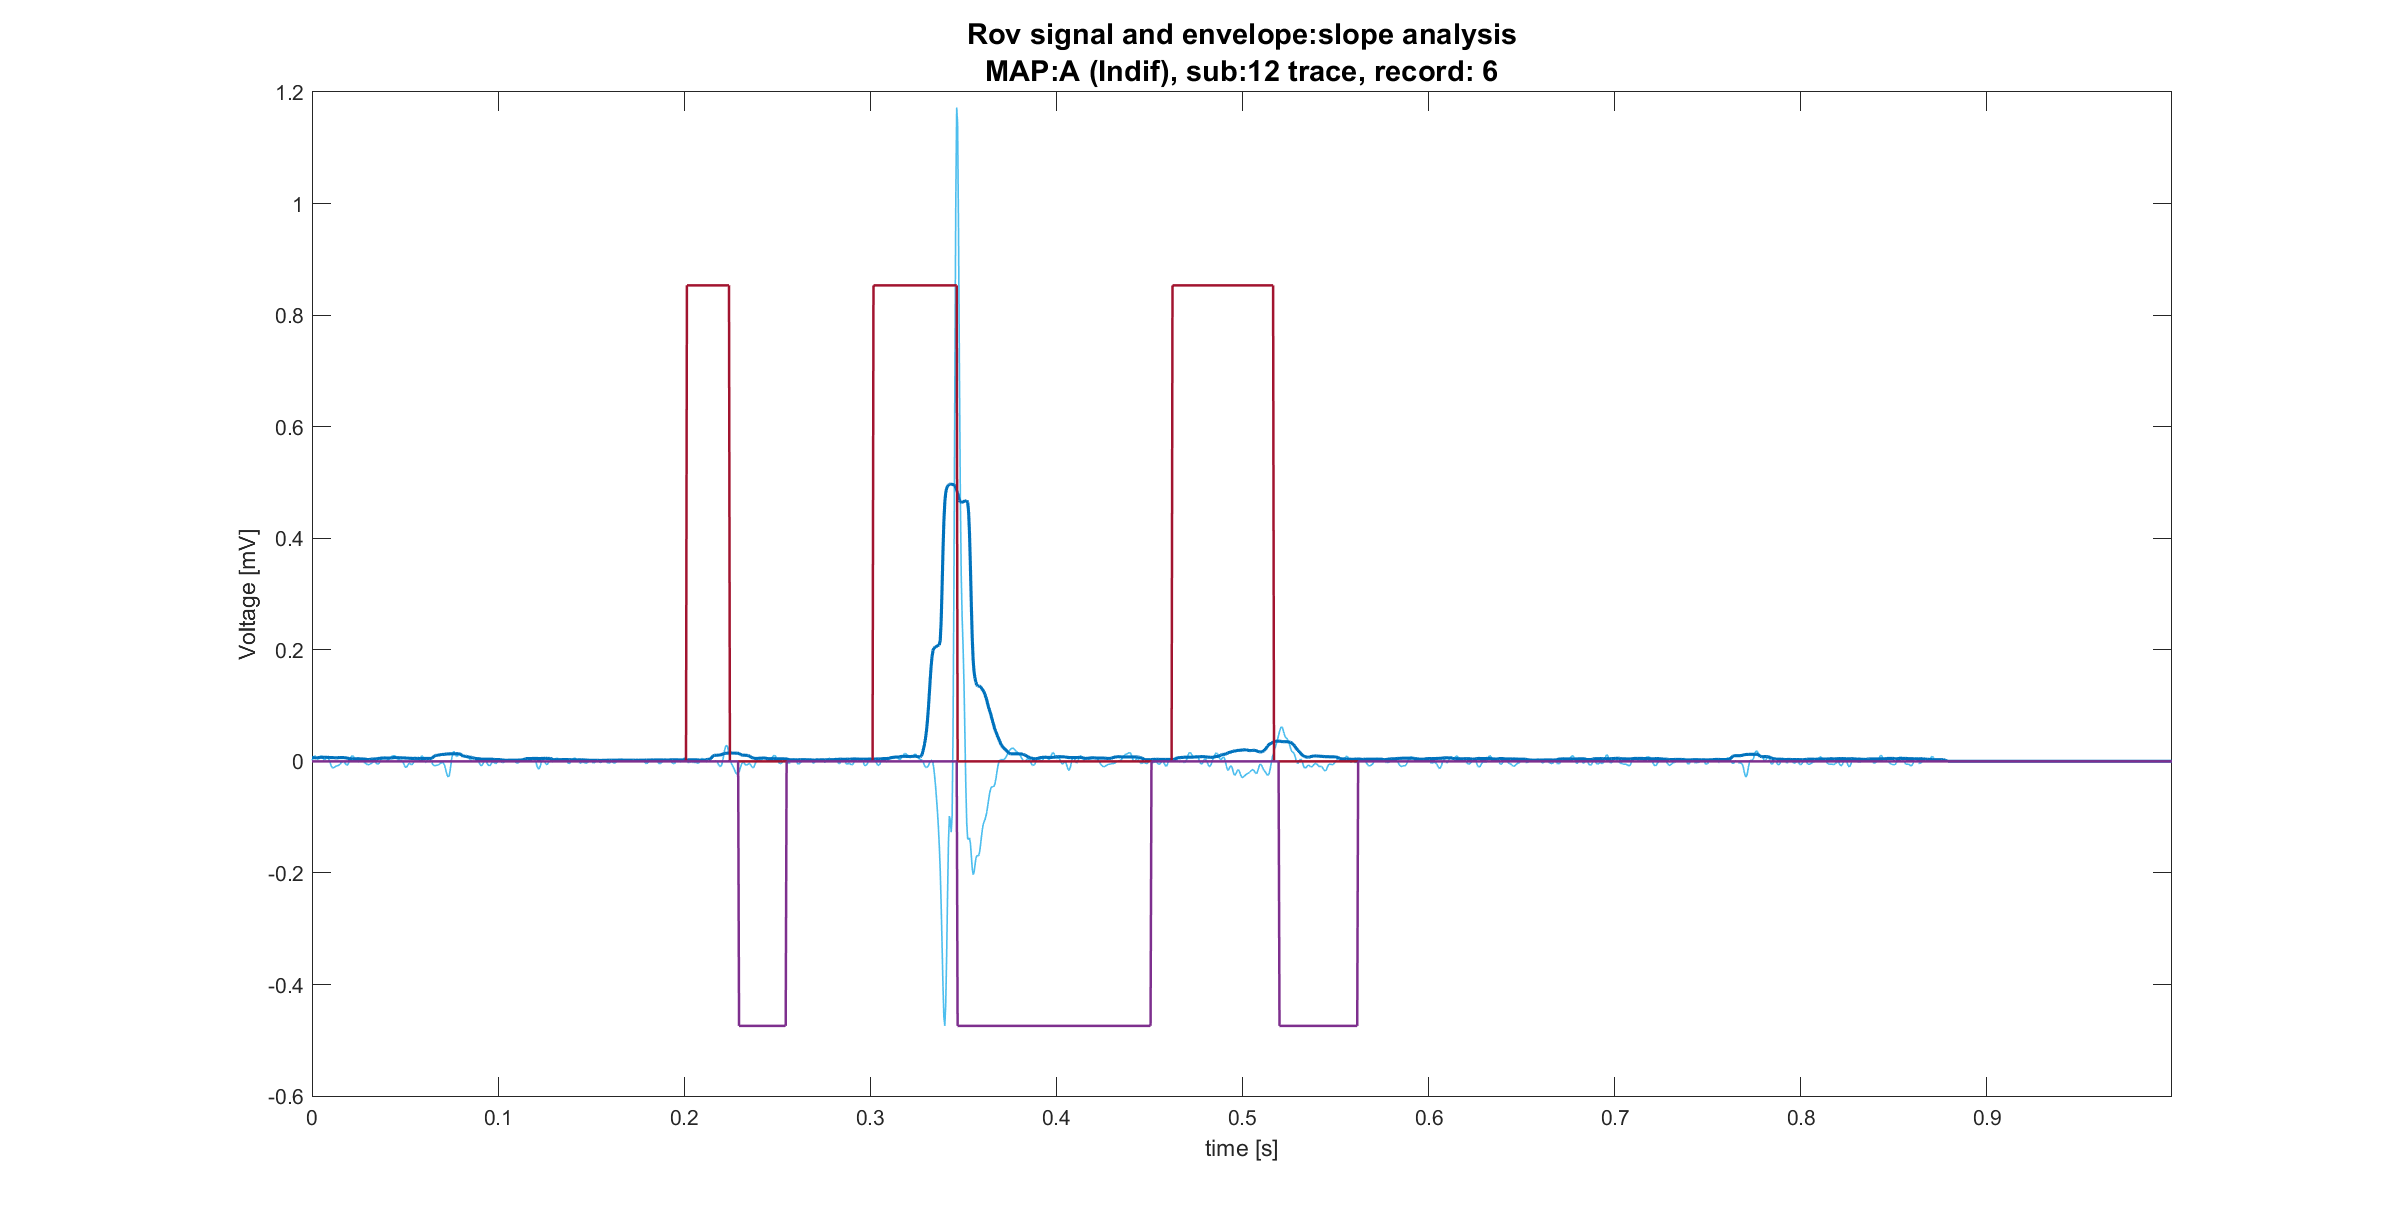 Rov signal and envelope:slope analysis
MAP:A (Indif), sub:12 trace, record: 6
1.2
1
0.8
0.6
0.4
0.2
0
-0.2
-0.4
-0.6
Voltage [mV]
0 0.1 0.2 0.3 0.4 0.5 0.6 0.7 0.8 0.9
time [s]